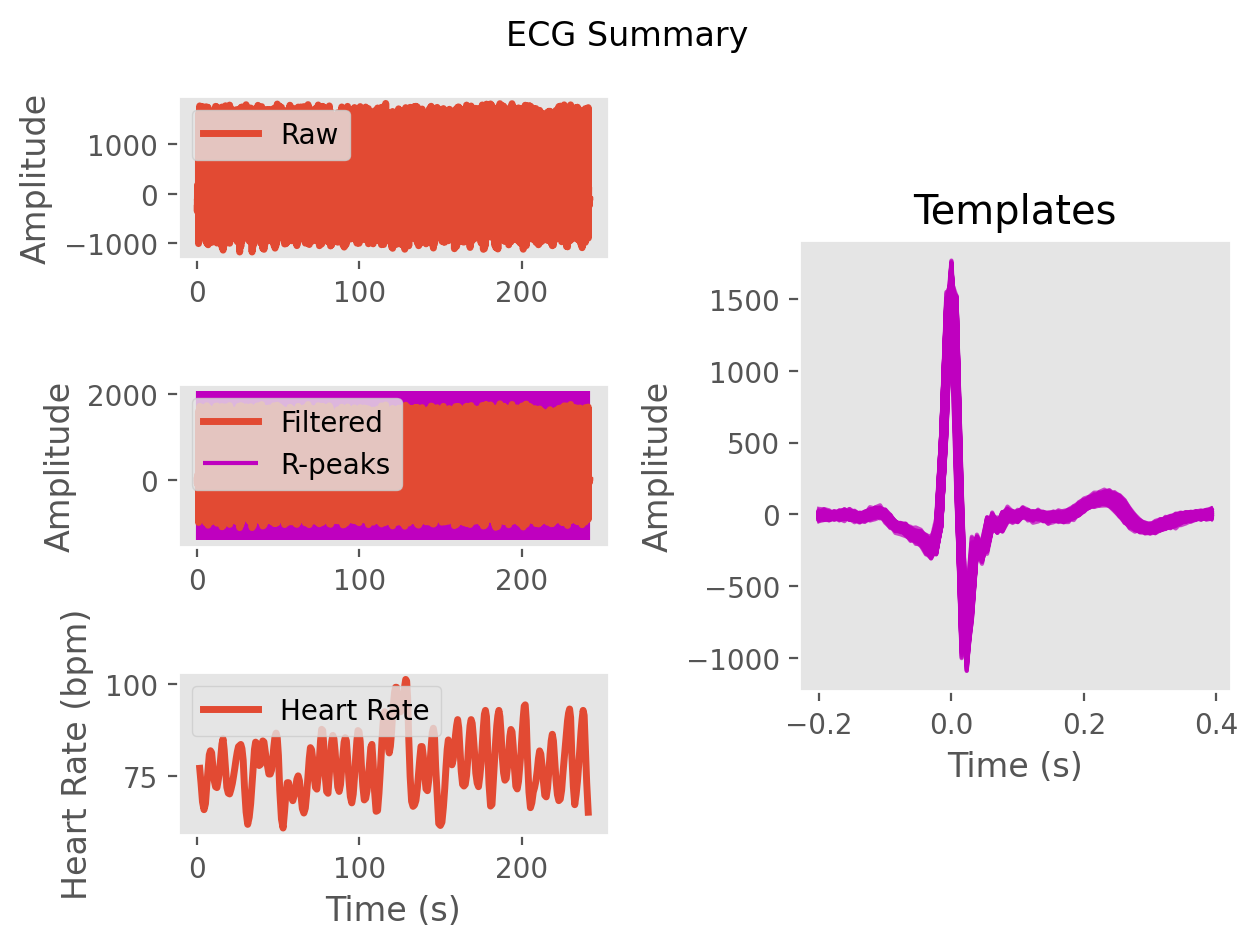 ECG Summary
Amplitude
1000
0
−1000
Raw
0 100 200
Amplitude
2000
0
Filtered
R-peaks
0 100 200
Heart Rate (bpm)
100
75
Heart Rate
0 100 200
Time (s)
Templates
Amplitude
1500
1000
500
0
−500
−1000
−0.2 0.0 0.2 0.4
Time (s)